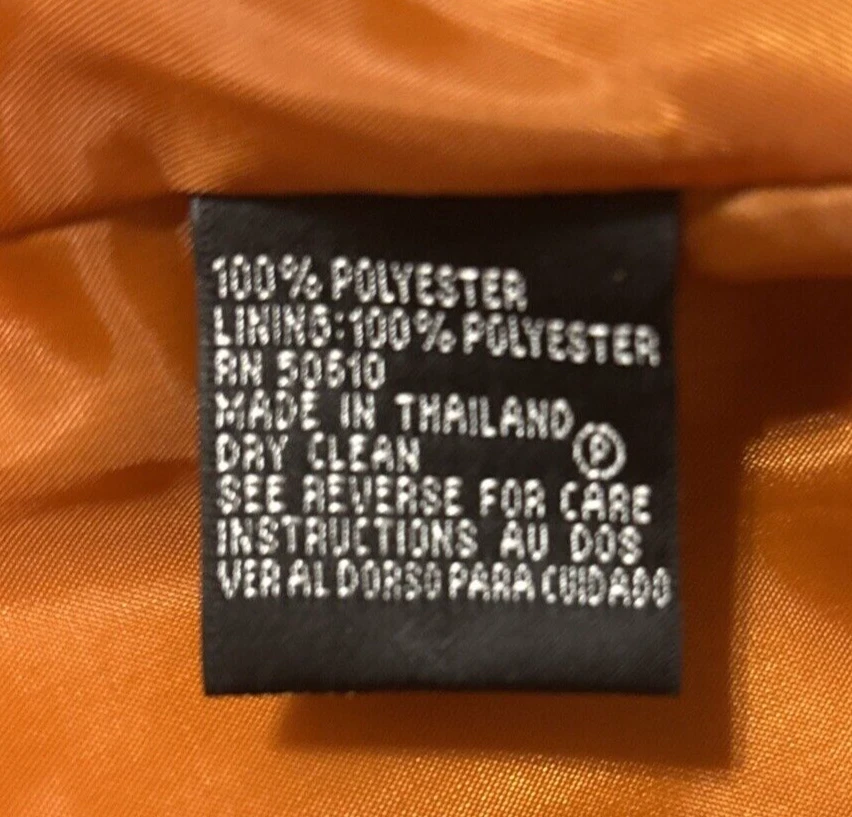 100% POLYESTER
LINING:100% POLYESTER
RN 50610
MADE IN THAILAND
DRY CLEAN Ⓟ
SEE REVERSE FOR CARE
INSTRUCTIONS AU DOS
VER AL DORSO PARA CUIDADO